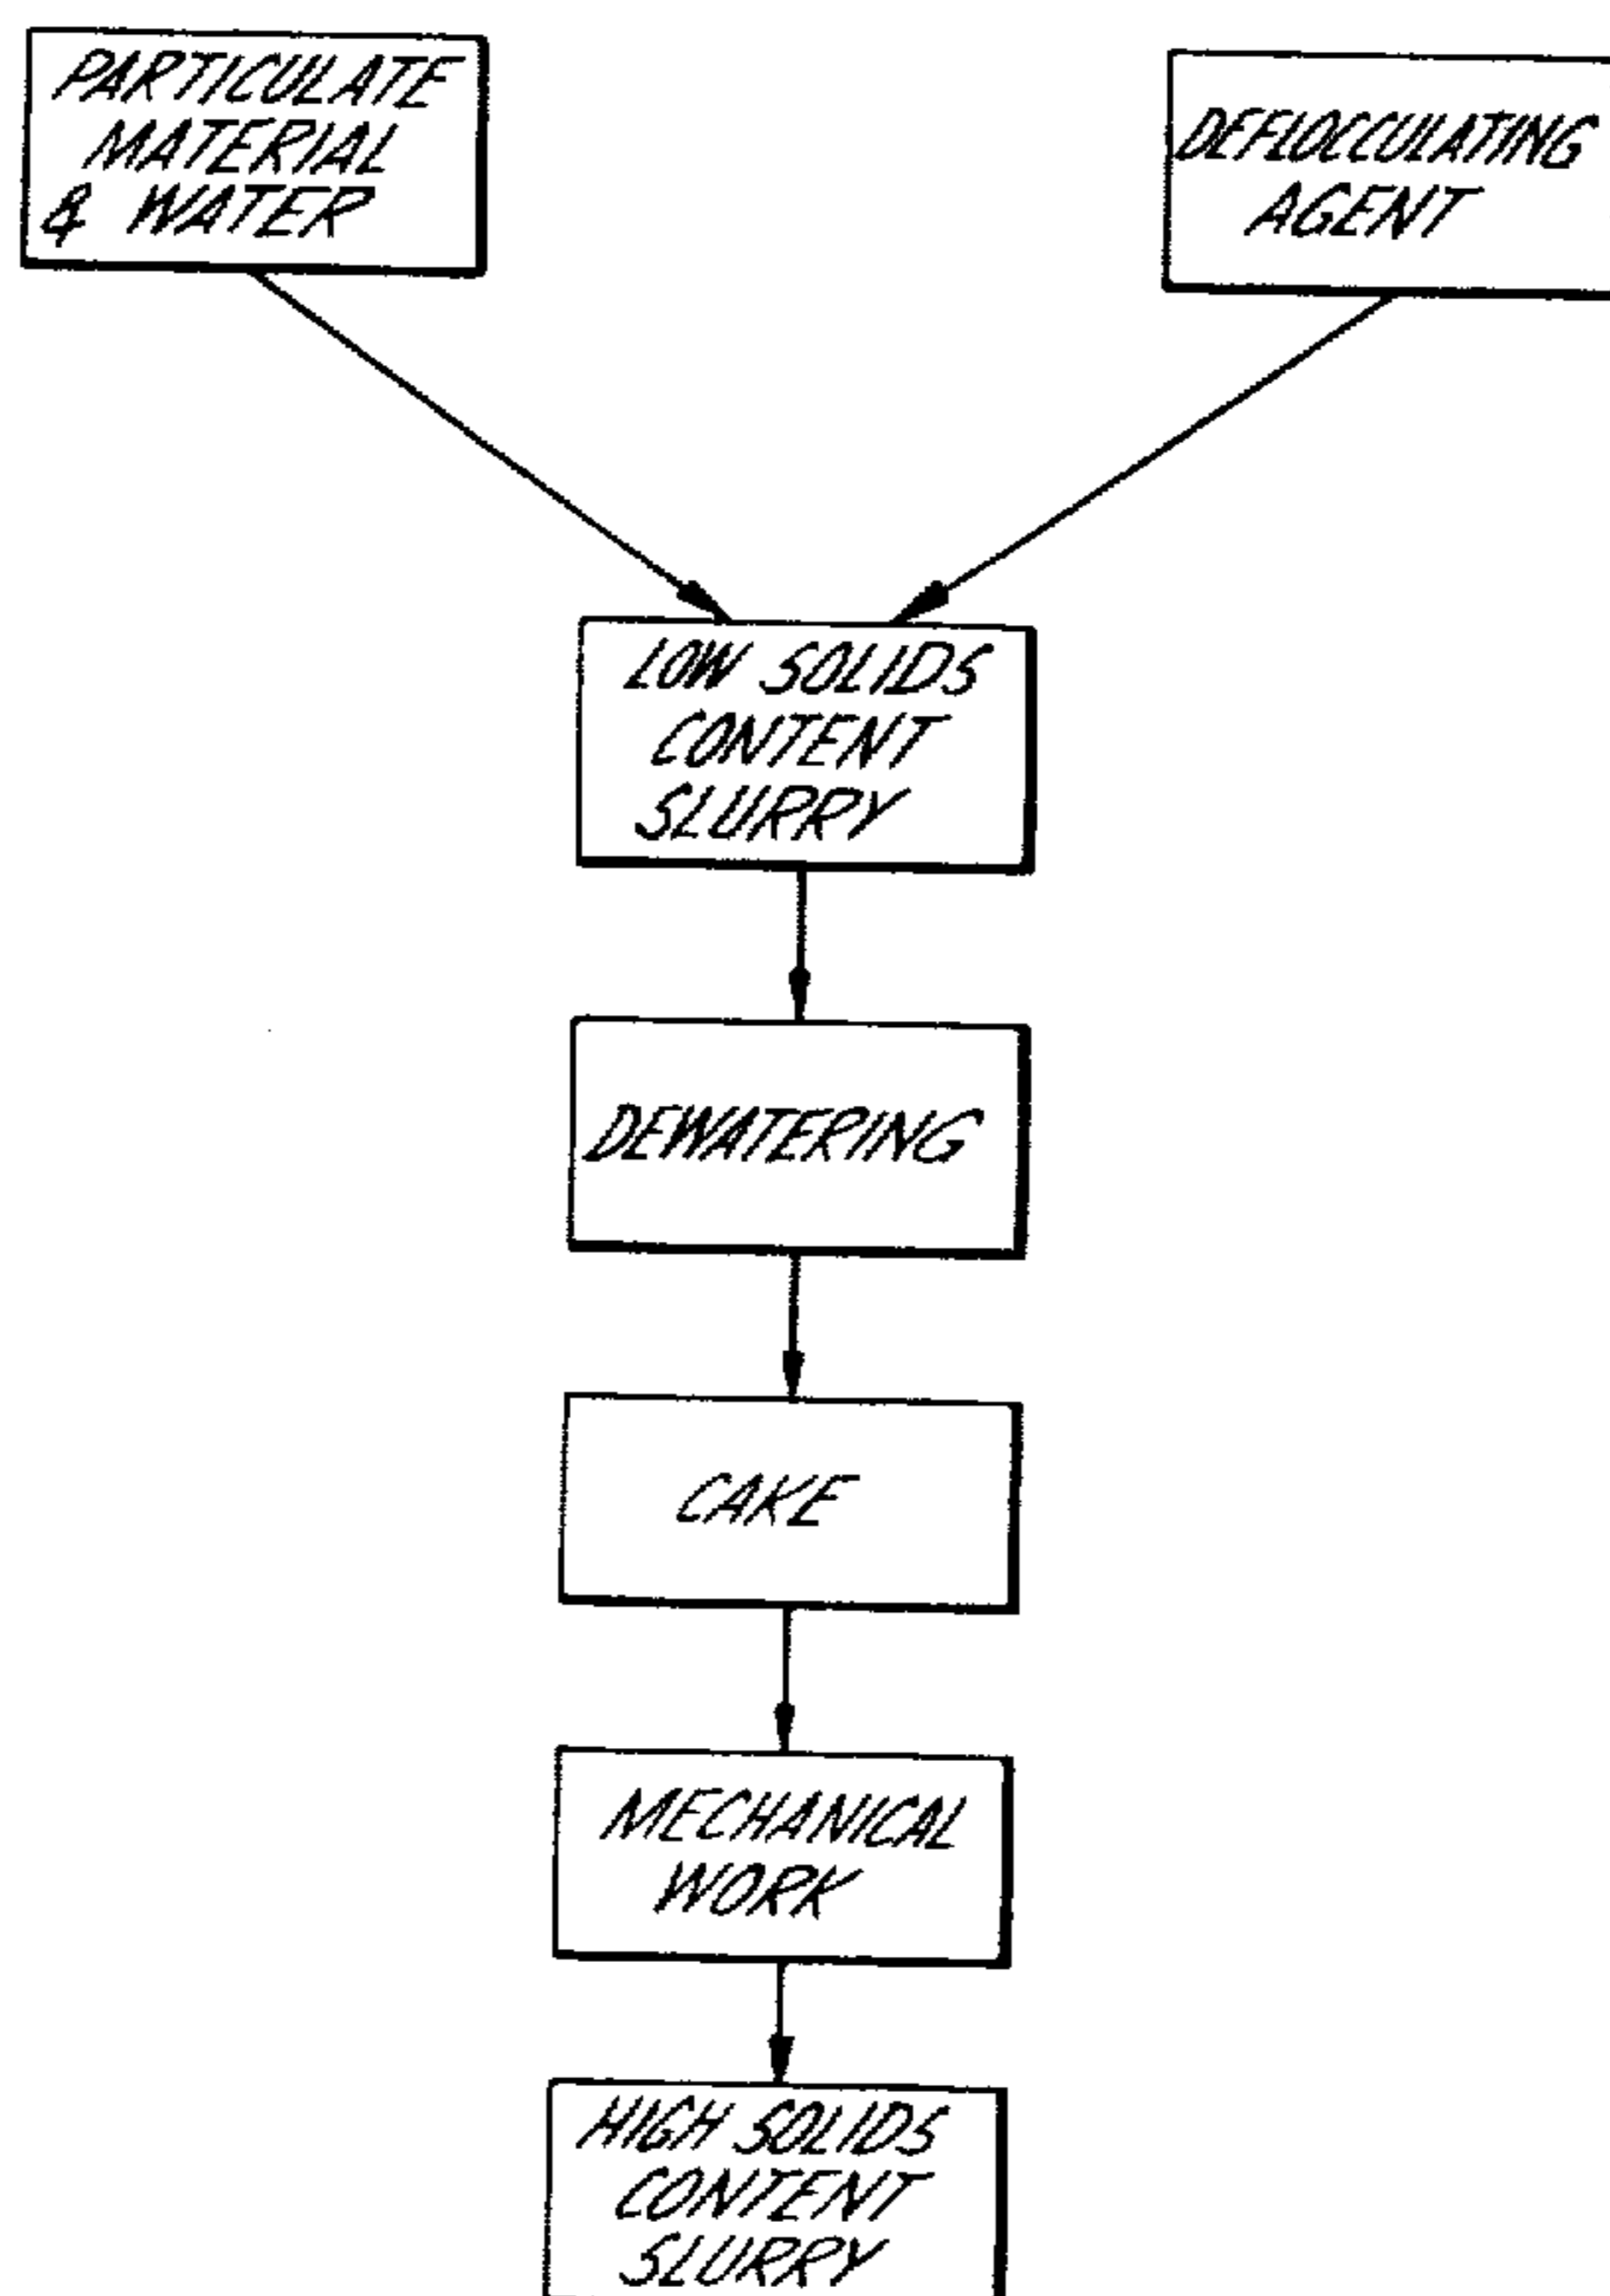 PARTICULATE
MATERIAL
& WATER
DEFLOCCULATING
AGENT
LOW SOLIDS
CONTENT
SLURRY
DEWATERING
CAKE
MECHANICAL
WORK
HIGH SOLIDS
CONTENT
SLURRY